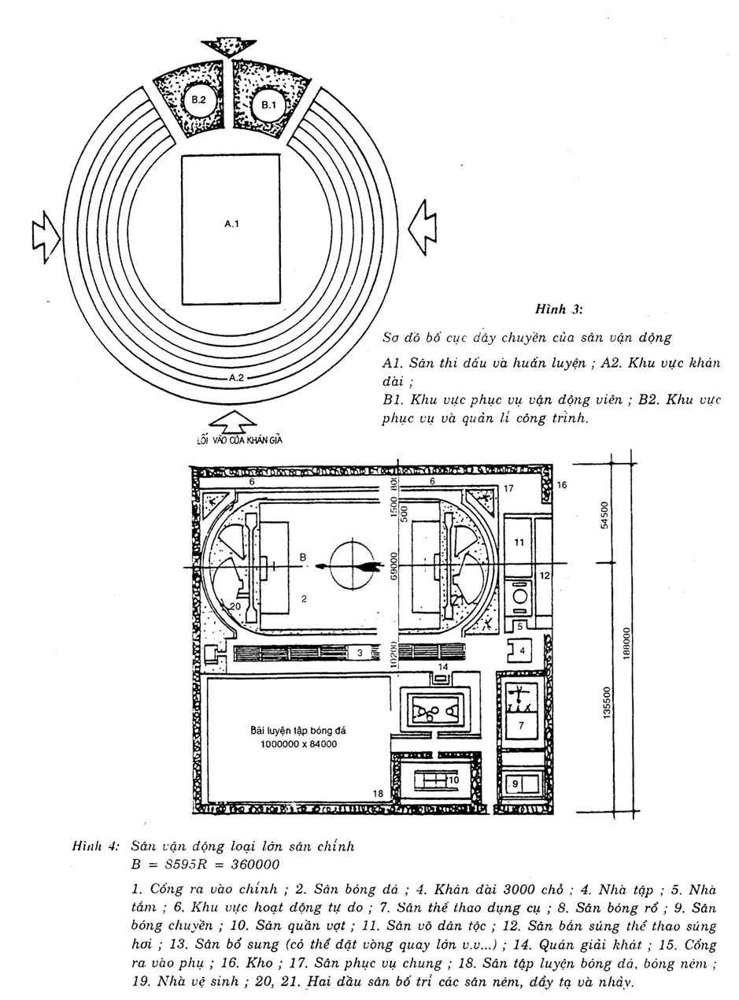 B.2
B.1
A.1
A.2
LỐI VÀO CỦA KHÁN GIẢ
Hình 3:
Sơ đồ bố cục dây chuyền của sân vận động
A1. Sân thi đấu và huấn luyện ; A2. Khu vực khán
đài ;
B1. Khu vực phục vụ vận động viên ; B2. Khu vực
phục vụ và quản lí công trình.
6
6
17
16
800
1500
500
54500
11
B
69000
12
2
20
21
188000
5
3
10200
4
14
135500
Bãi luyện tập bóng đá
1000000 x 84000
7
10
9
18
Hình 4: Sân vận động loại lớn sân chính
B = S595R = 360000
1. Cổng ra vào chính ; 2. Sân bóng đá ; 4. Khán đài 3000 chỗ ; 4. Nhà tập ; 5. Nhà
tắm ; 6. Khu vực hoạt động tự do ; 7. Sân thể thao dụng cụ ; 8. Sân bóng rổ ; 9. Sân
bóng chuyền ; 10. Sân quần vợt ; 11. Sân võ dân tộc ; 12. Sân bắn súng thể thao súng
hơi ; 13. Sân bổ sung (có thể đặt vòng quay lớn v.v...) ; 14. Quán giải khát ; 15. Cổng
ra vào phụ ; 16. Kho ; 17. Sân phục vụ chung ; 18. Sân tập luyện bóng đá, bóng ném ;
19. Nhà vệ sinh ; 20, 21. Hai đầu sân bố trí các sân ném, đẩy tạ và nhảy.